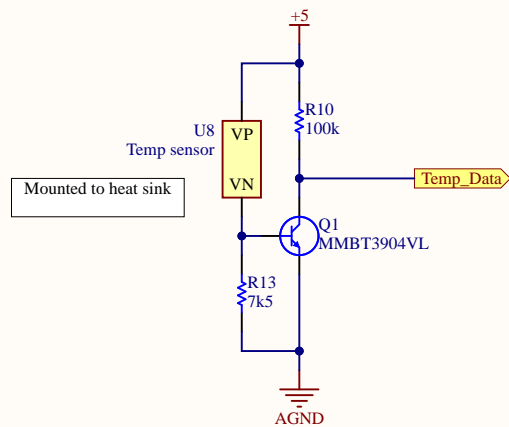 +5
R10
100k
U8
Temp sensor
VP
VN
Mounted to heat sink
Temp_Data
Q1
MMBT3904VL
R13
7k5
AGND